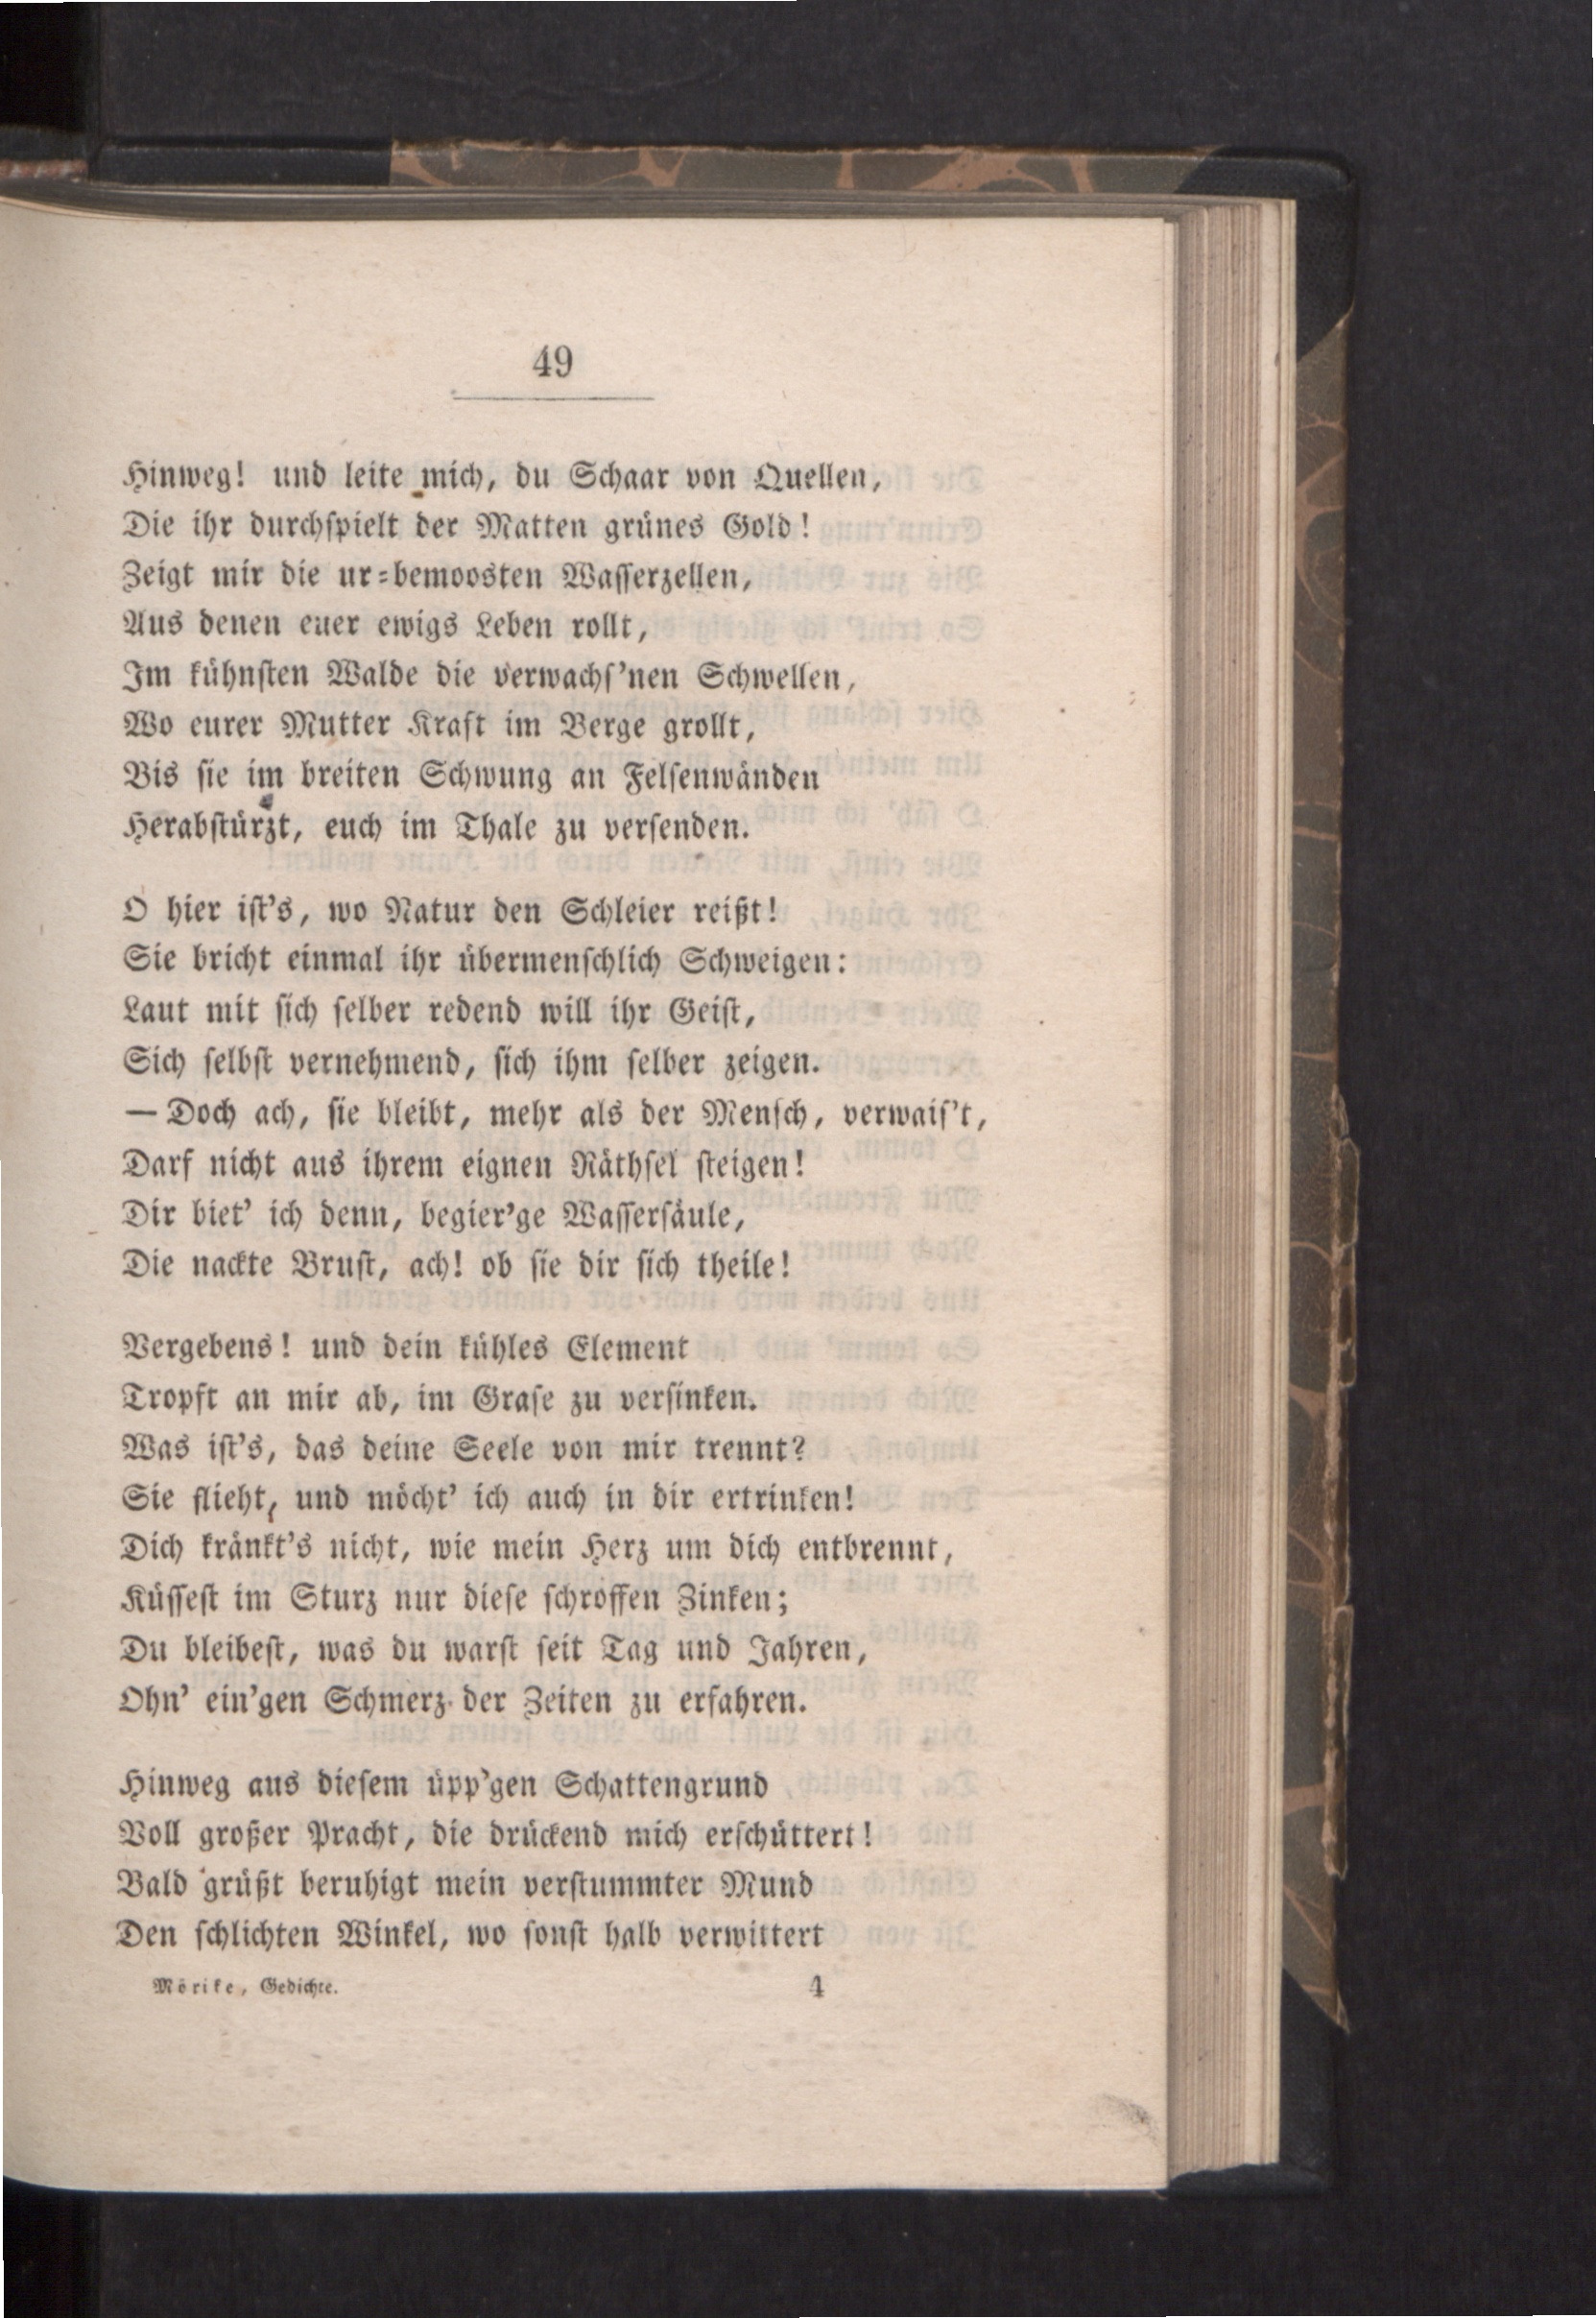 49
Hinweg! und leite mich, du Schaar von Quellen,
Die ihr durchſpielt der Matten grünes Gold!
Zeigt mir die ur=bemoosten Waſſerzellen,
Aus denen euer ewigs Leben rollt,
Im kühnſten Walde die verwachſ'nen Schwellen,
Wo eurer Mutter Kraft im Berge grollt,
Bis ſie im breiten Schwung an Felſenwänden
Herabſtürzt, euch im Thale zu verſenden.
O hier iſt's, wo Natur den Schleier reißt!
Sie bricht einmal ihr übermenſchlich Schweigen:
Laut mit ſich ſelber redend will ihr Geiſt,
Sich ſelbſt vernehmend, ſich ihm ſelber zeigen.
— Doch ach, ſie bleibt, mehr als der Menſch, verwaiſ't,
Darf nicht aus ihrem eignen Räthſel ſteigen!
Dir biet' ich denn, begier'ge Waſſerſäule,
Die nackte Bruſt, ach! ob ſie dir ſich theile!
Vergebens! und dein kühles Element
Tropft an mir ab, im Graſe zu verſinken.
Was iſt's, das deine Seele von mir trennt?
Sie flieht, und möcht' ich auch in dir ertrinken!
Dich kränkt's nicht, wie mein Herz um dich entbrennt,
Küſſeſt im Sturz nur dieſe ſchroffen Zinken;
Du bleibeſt, was du warſt ſeit Tag und Jahren,
Ohn' ein'gen Schmerz der Zeiten zu erfahren.
Hinweg aus dieſem üpp'gen Schattengrund
Voll großer Pracht, die drückend mich erſchüttert!
Bald grüßt beruhigt mein verſtummter Mund
Den ſchlichten Winkel, wo ſonſt halb verwittert
Mörike, Gedichte. 4